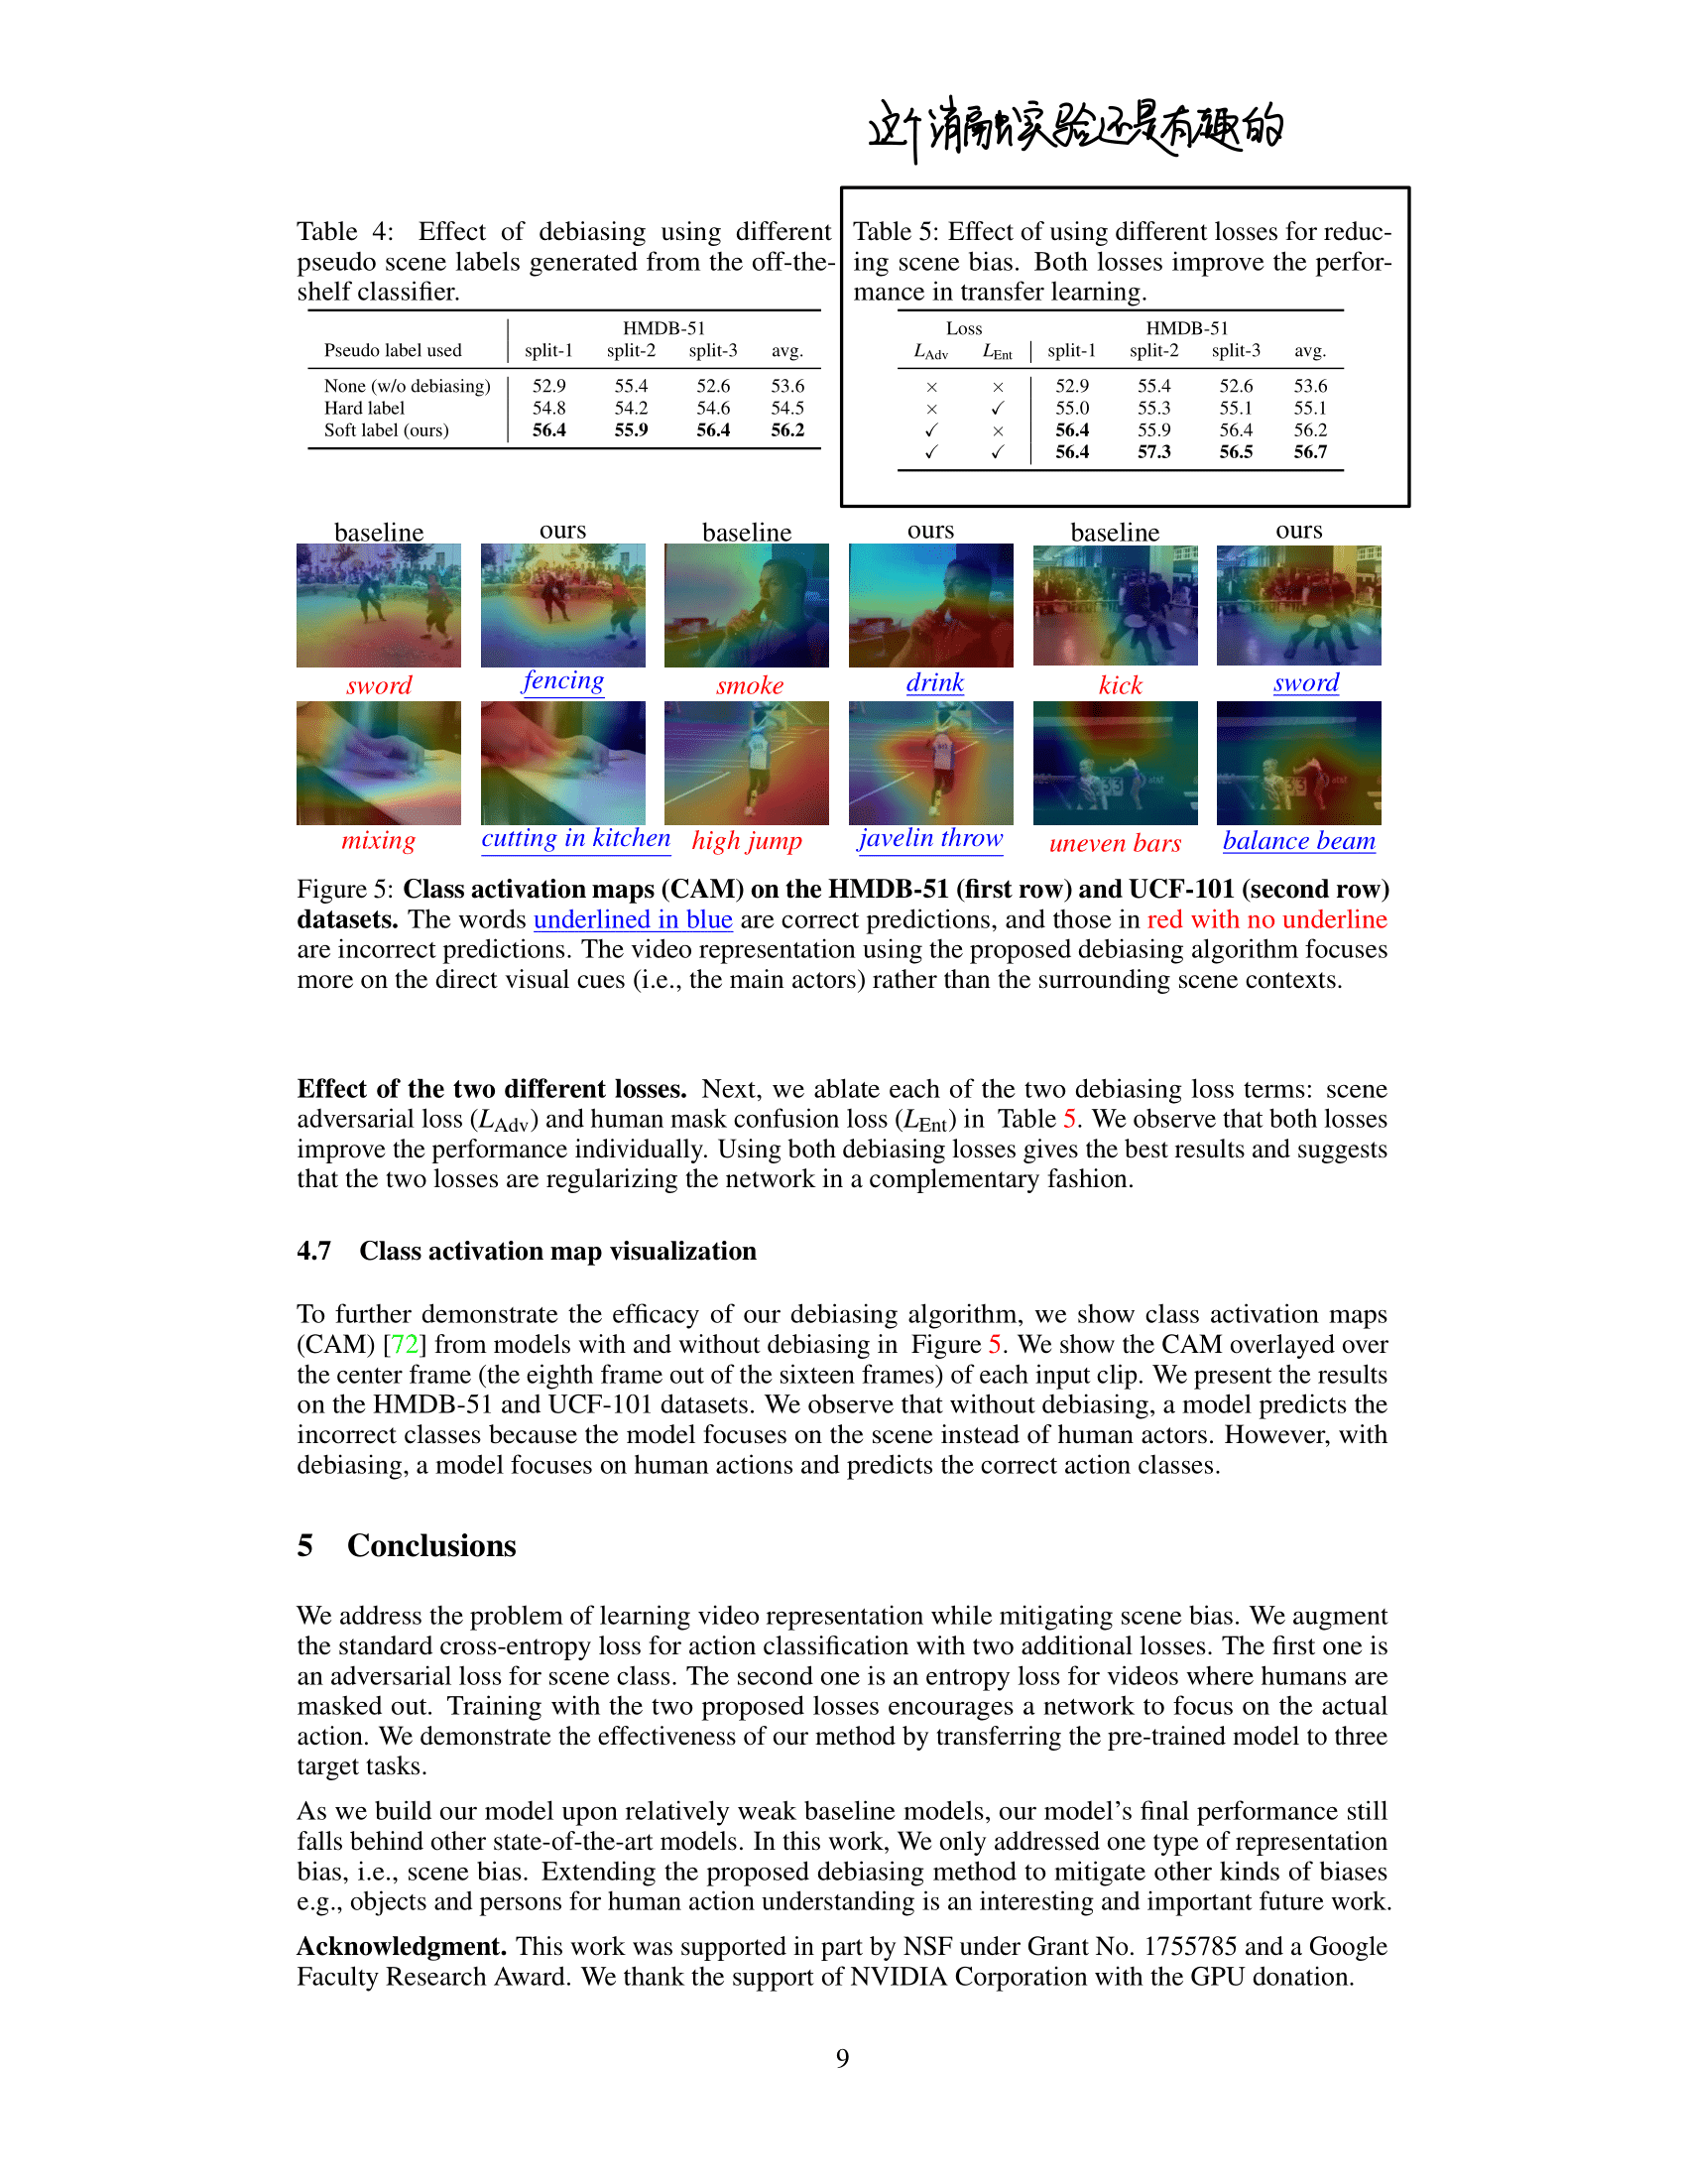 这个消融实验还是有趣的
Table 4: Effect of debiasing using different
pseudo scene labels generated from the off-the-
shelf classifier.
HMDB-51
Pseudo label used split-1 split-2 split-3 avg.
None (w/o debiasing) 52.9 55.4 52.6 53.6
Hard label 54.8 54.2 54.6 54.5
Soft label (ours) 56.4 55.9 56.4 56.2
Table 5: Effect of using different losses for reduc-
ing scene bias. Both losses improve the perfor-
mance in transfer learning.
Loss HMDB-51
L_Adv L_Ent split-1 split-2 split-3 avg.
× × 52.9 55.4 52.6 53.6
× ✓ 55.0 55.3 55.1 55.1
✓ × 56.4 55.9 56.4 56.2
✓ ✓ 56.4 57.3 56.5 56.7
baseline ours baseline ours baseline ours
sword fencing smoke drink kick sword
mixing cutting in kitchen high jump javelin throw uneven bars balance beam
Figure 5: Class activation maps (CAM) on the HMDB-51 (first row) and UCF-101 (second row)
datasets. The words underlined in blue are correct predictions, and those in red with no underline
are incorrect predictions. The video representation using the proposed debiasing algorithm focuses
more on the direct visual cues (i.e., the main actors) rather than the surrounding scene contexts.
Effect of the two different losses. Next, we ablate each of the two debiasing loss terms: scene
adversarial loss (L_Adv) and human mask confusion loss (L_Ent) in Table 5. We observe that both losses
improve the performance individually. Using both debiasing losses gives the best results and suggests
that the two losses are regularizing the network in a complementary fashion.
4.7 Class activation map visualization
To further demonstrate the efficacy of our debiasing algorithm, we show class activation maps
(CAM) [72] from models with and without debiasing in Figure 5. We show the CAM overlayed over
the center frame (the eighth frame out of the sixteen frames) of each input clip. We present the results
on the HMDB-51 and UCF-101 datasets. We observe that without debiasing, a model predicts the
incorrect classes because the model focuses on the scene instead of human actors. However, with
debiasing, a model focuses on human actions and predicts the correct action classes.
5 Conclusions
We address the problem of learning video representation while mitigating scene bias. We augment
the standard cross-entropy loss for action classification with two additional losses. The first one is
an adversarial loss for scene class. The second one is an entropy loss for videos where humans are
masked out. Training with the two proposed losses encourages a network to focus on the actual
action. We demonstrate the effectiveness of our method by transferring the pre-trained model to three
target tasks.
As we build our model upon relatively weak baseline models, our model's final performance still
falls behind other state-of-the-art models. In this work, We only addressed one type of representation
bias, i.e., scene bias. Extending the proposed debiasing method to mitigate other kinds of biases
e.g., objects and persons for human action understanding is an interesting and important future work.
Acknowledgment. This work was supported in part by NSF under Grant No. 1755785 and a Google
Faculty Research Award. We thank the support of NVIDIA Corporation with the GPU donation.
9